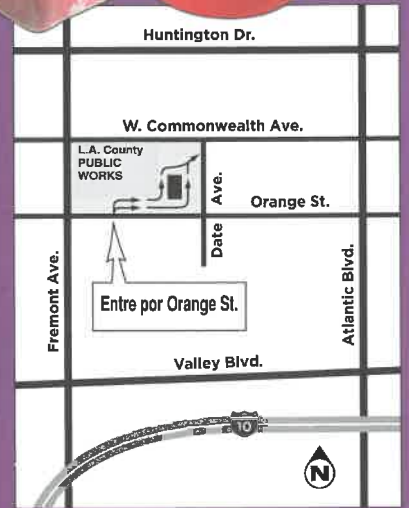 Huntington Dr.
W. Commonwealth Ave.
L.A. County
PUBLIC
WORKS
Date Ave.
Orange St.
Entre por Orange St.
Fremont Ave.
Atlantic Blvd.
Valley Blvd.
10
N